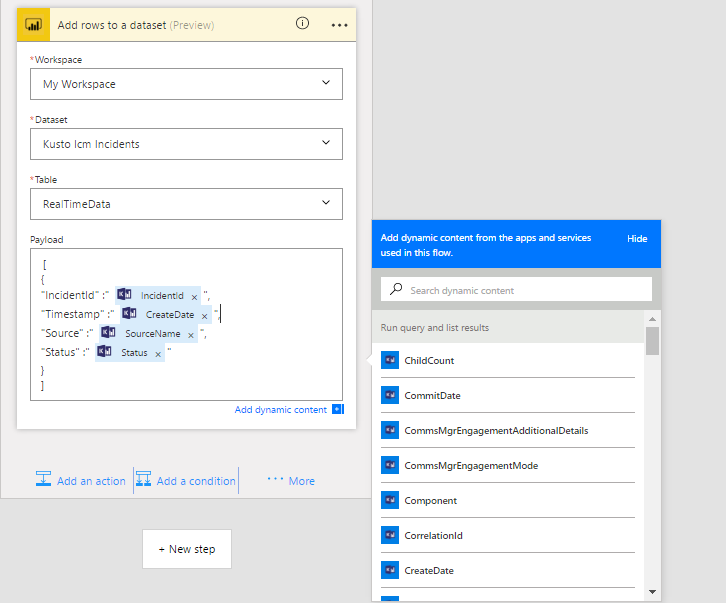 Add rows to a dataset (Preview)
*Workspace
My Workspace
*Dataset
Kusto Icm Incidents
*Table
RealTimeData
Payload
[
{
"IncidentId" :" IncidentId × ",
"Timestamp" :" CreateDate × ",
"Source" :" SourceName × ",
"Status" :" Status × "
}
]
Add dynamic content +
Add an action
Add a condition
... More
+ New step
Add dynamic content from the apps and services
used in this flow.
Hide
Search dynamic content
Run query and list results
ChildCount
CommitDate
CommsMgrEngagementAdditionalDetails
CommsMgrEngagementMode
Component
CorrelationId
CreateDate